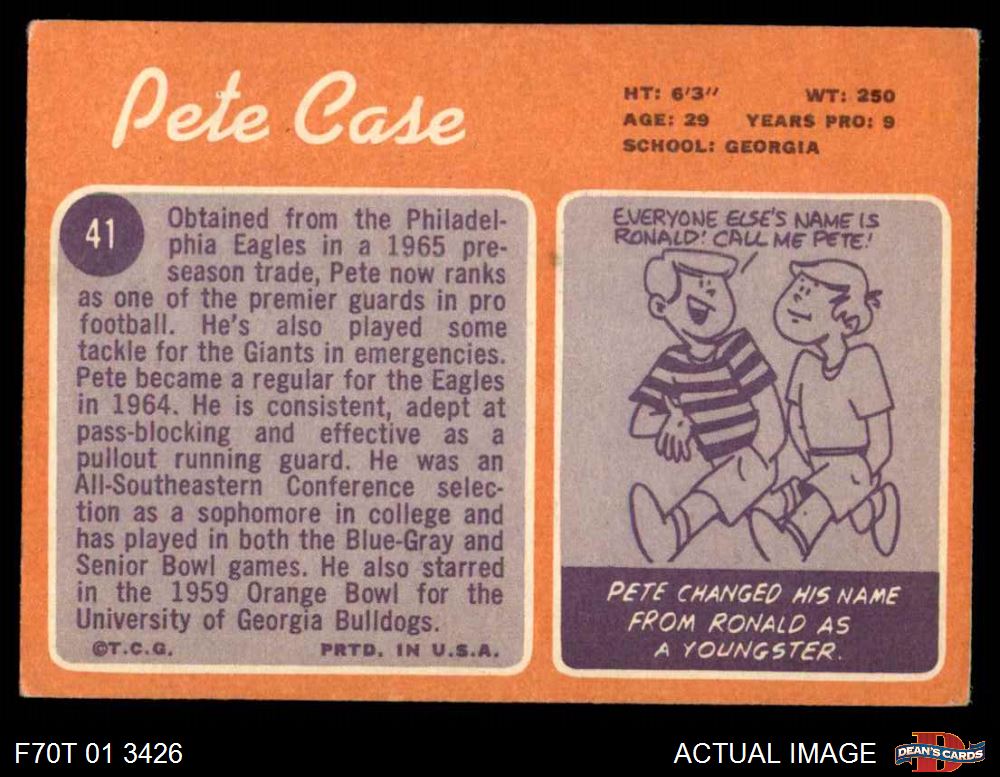 Pete Case
HT: 6'3" WT: 250
AGE: 29 YEARS PRO: 9
SCHOOL: GEORGIA
41
Obtained from the Philadel-
phia Eagles in a 1965 pre-
season trade, Pete now ranks
as one of the premier guards in pro
football. He's also played some
tackle for the Giants in emergencies.
Pete became a regular for the Eagles
in 1964. He is consistent, adept at
pass-blocking and effective as a
pullout running guard. He was an
All-Southeastern Conference selec-
tion as a sophomore in college and
has played in both the Blue-Gray and
Senior Bowl games. He also starred
in the 1959 Orange Bowl for the
University of Georgia Bulldogs.
©T.C.G. PRTD. IN U.S.A.
EVERYONE ELSE'S NAME IS
RONALD! CALL ME PETE!
PETE CHANGED HIS NAME
FROM RONALD AS
A YOUNGSTER.
F70T 01 3426
ACTUAL IMAGE
D
DEAN'S CARDS